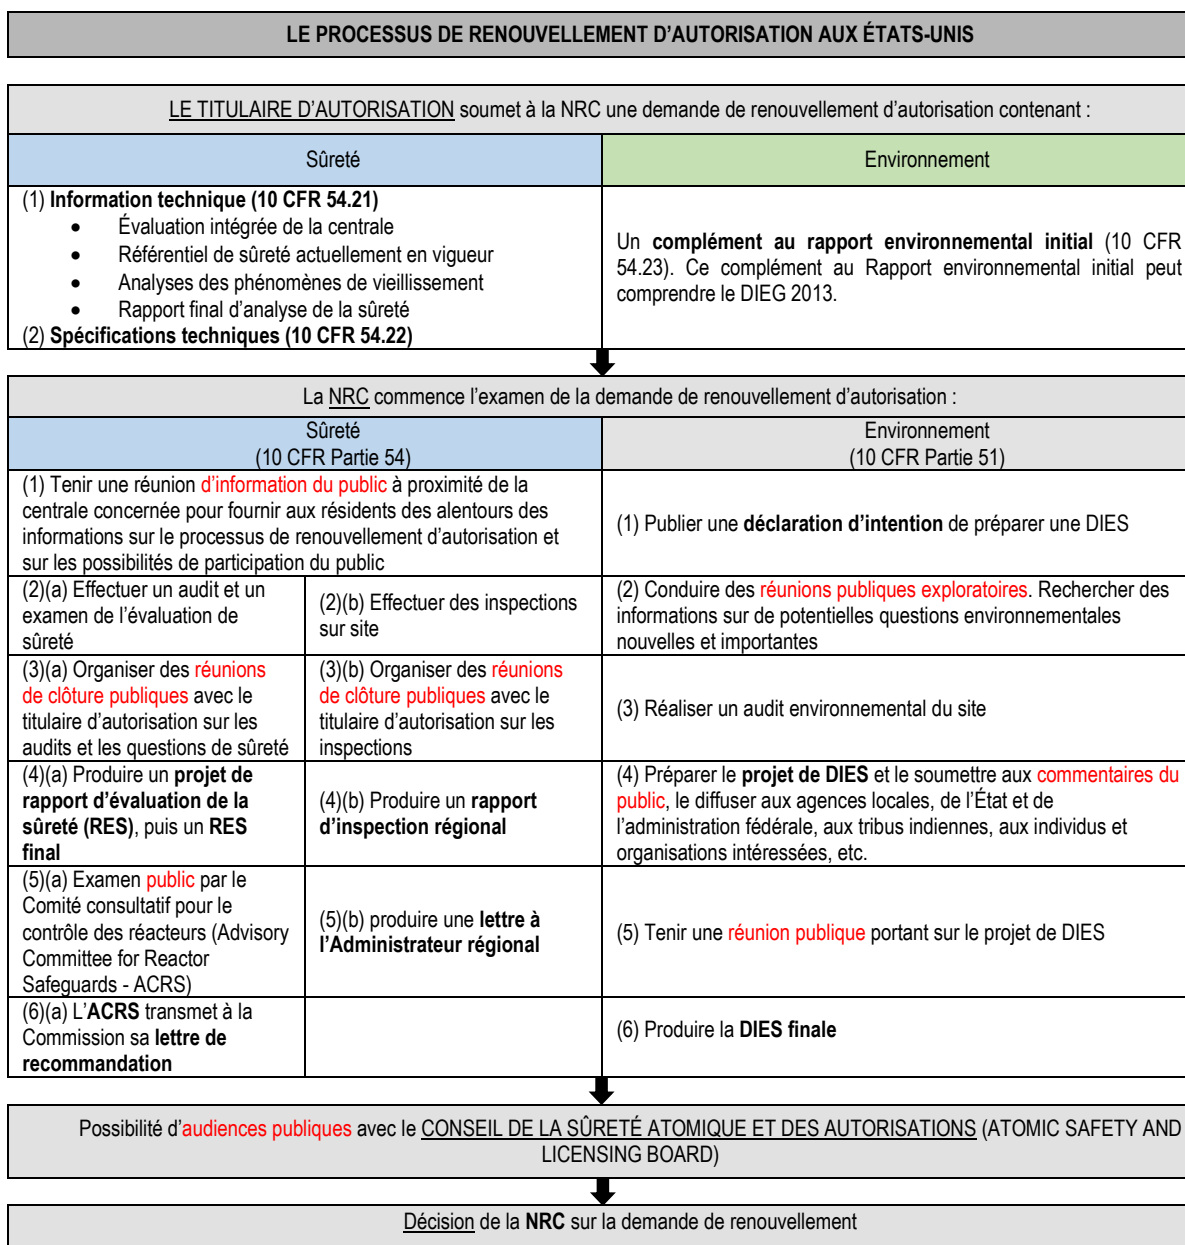 LE PROCESSUS DE RENOUVELLEMENT D’AUTORISATION AUX ÉTATS-UNIS
LE TITULAIRE D’AUTORISATION soumet à la NRC une demande de renouvellement d’autorisation contenant :
Sûreté
Environnement
(1) Information technique (10 CFR 54.21)
• Évaluation intégrée de la centrale
• Référentiel de sûreté actuellement en vigueur
• Analyses des phénomènes de vieillissement
• Rapport final d’analyse de la sûreté
(2) Spécifications techniques (10 CFR 54.22)
Un complément au rapport environnemental initial (10 CFR
54.23). Ce complément au Rapport environnemental initial peut
comprendre le DIEG 2013.
La NRC commence l’examen de la demande de renouvellement d’autorisation :
Sûreté
(10 CFR Partie 54)
Environnement
(10 CFR Partie 51)
(1) Tenir une réunion d’information du public à proximité de la
centrale concernée pour fournir aux résidents des alentours des
informations sur le processus de renouvellement d’autorisation et
sur les possibilités de participation du public
(1) Publier une déclaration d’intention de préparer une DIES
(2)(a) Effectuer un audit et un
examen de l’évaluation de
sûreté
(2)(b) Effectuer des inspections
sur site
(2) Conduire des réunions publiques exploratoires. Rechercher des
informations sur de potentielles questions environnementales
nouvelles et importantes
(3)(a) Organiser des réunions
de clôture publiques avec le
titulaire d’autorisation sur les
audits et les questions de sûreté
(3)(b) Organiser des réunions
de clôture publiques avec le
titulaire d’autorisation sur les
inspections
(3) Réaliser un audit environnemental du site
(4)(a) Produire un projet de
rapport d’évaluation de la
sûreté (RES), puis un RES
final
(4)(b) Produire un rapport
d’inspection régional
(4) Préparer le projet de DIES et le soumettre aux commentaires du
public, le diffuser aux agences locales, de l’État et de
l’administration fédérale, aux tribus indiennes, aux individus et
organisations intéressées, etc.
(5)(a) Examen public par le
Comité consultatif pour le
contrôle des réacteurs (Advisory
Committee for Reactor
Safeguards - ACRS)
(5)(b) produire une lettre à
l’Administrateur régional
(5) Tenir une réunion publique portant sur le projet de DIES
(6)(a) L’ACRS transmet à la
Commission sa lettre de
recommandation
(6) Produire la DIES finale
Possibilité d’audiences publiques avec le CONSEIL DE LA SÛRETÉ ATOMIQUE ET DES AUTORISATIONS (ATOMIC SAFETY AND
LICENSING BOARD)
Décision de la NRC sur la demande de renouvellement